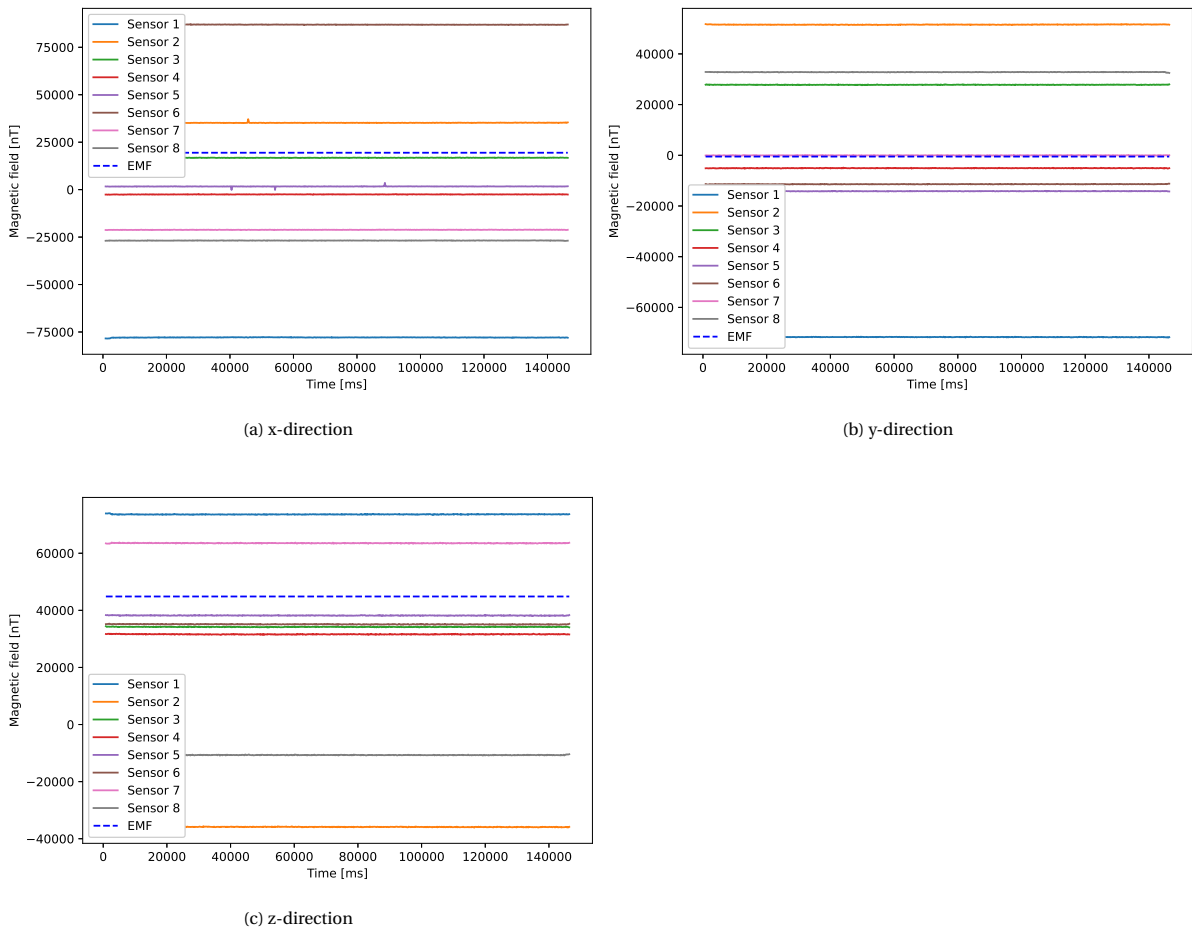 75000
50000
25000
0
−25000
−50000
−75000
Magnetic field [nT]
Sensor 1
Sensor 2
Sensor 3
Sensor 4
Sensor 5
Sensor 6
Sensor 7
Sensor 8
EMF
0 20000 40000 60000 80000 100000 120000 140000
Time [ms]
(a) x-direction
40000
20000
0
−20000
−40000
−60000
Magnetic field [nT]
Sensor 1
Sensor 2
Sensor 3
Sensor 4
Sensor 5
Sensor 6
Sensor 7
Sensor 8
EMF
0 20000 40000 60000 80000 100000 120000 140000
Time [ms]
(b) y-direction
60000
40000
20000
0
−20000
−40000
Magnetic field [nT]
Sensor 1
Sensor 2
Sensor 3
Sensor 4
Sensor 5
Sensor 6
Sensor 7
Sensor 8
EMF
0 20000 40000 60000 80000 100000 120000 140000
Time [ms]
(c) z-direction